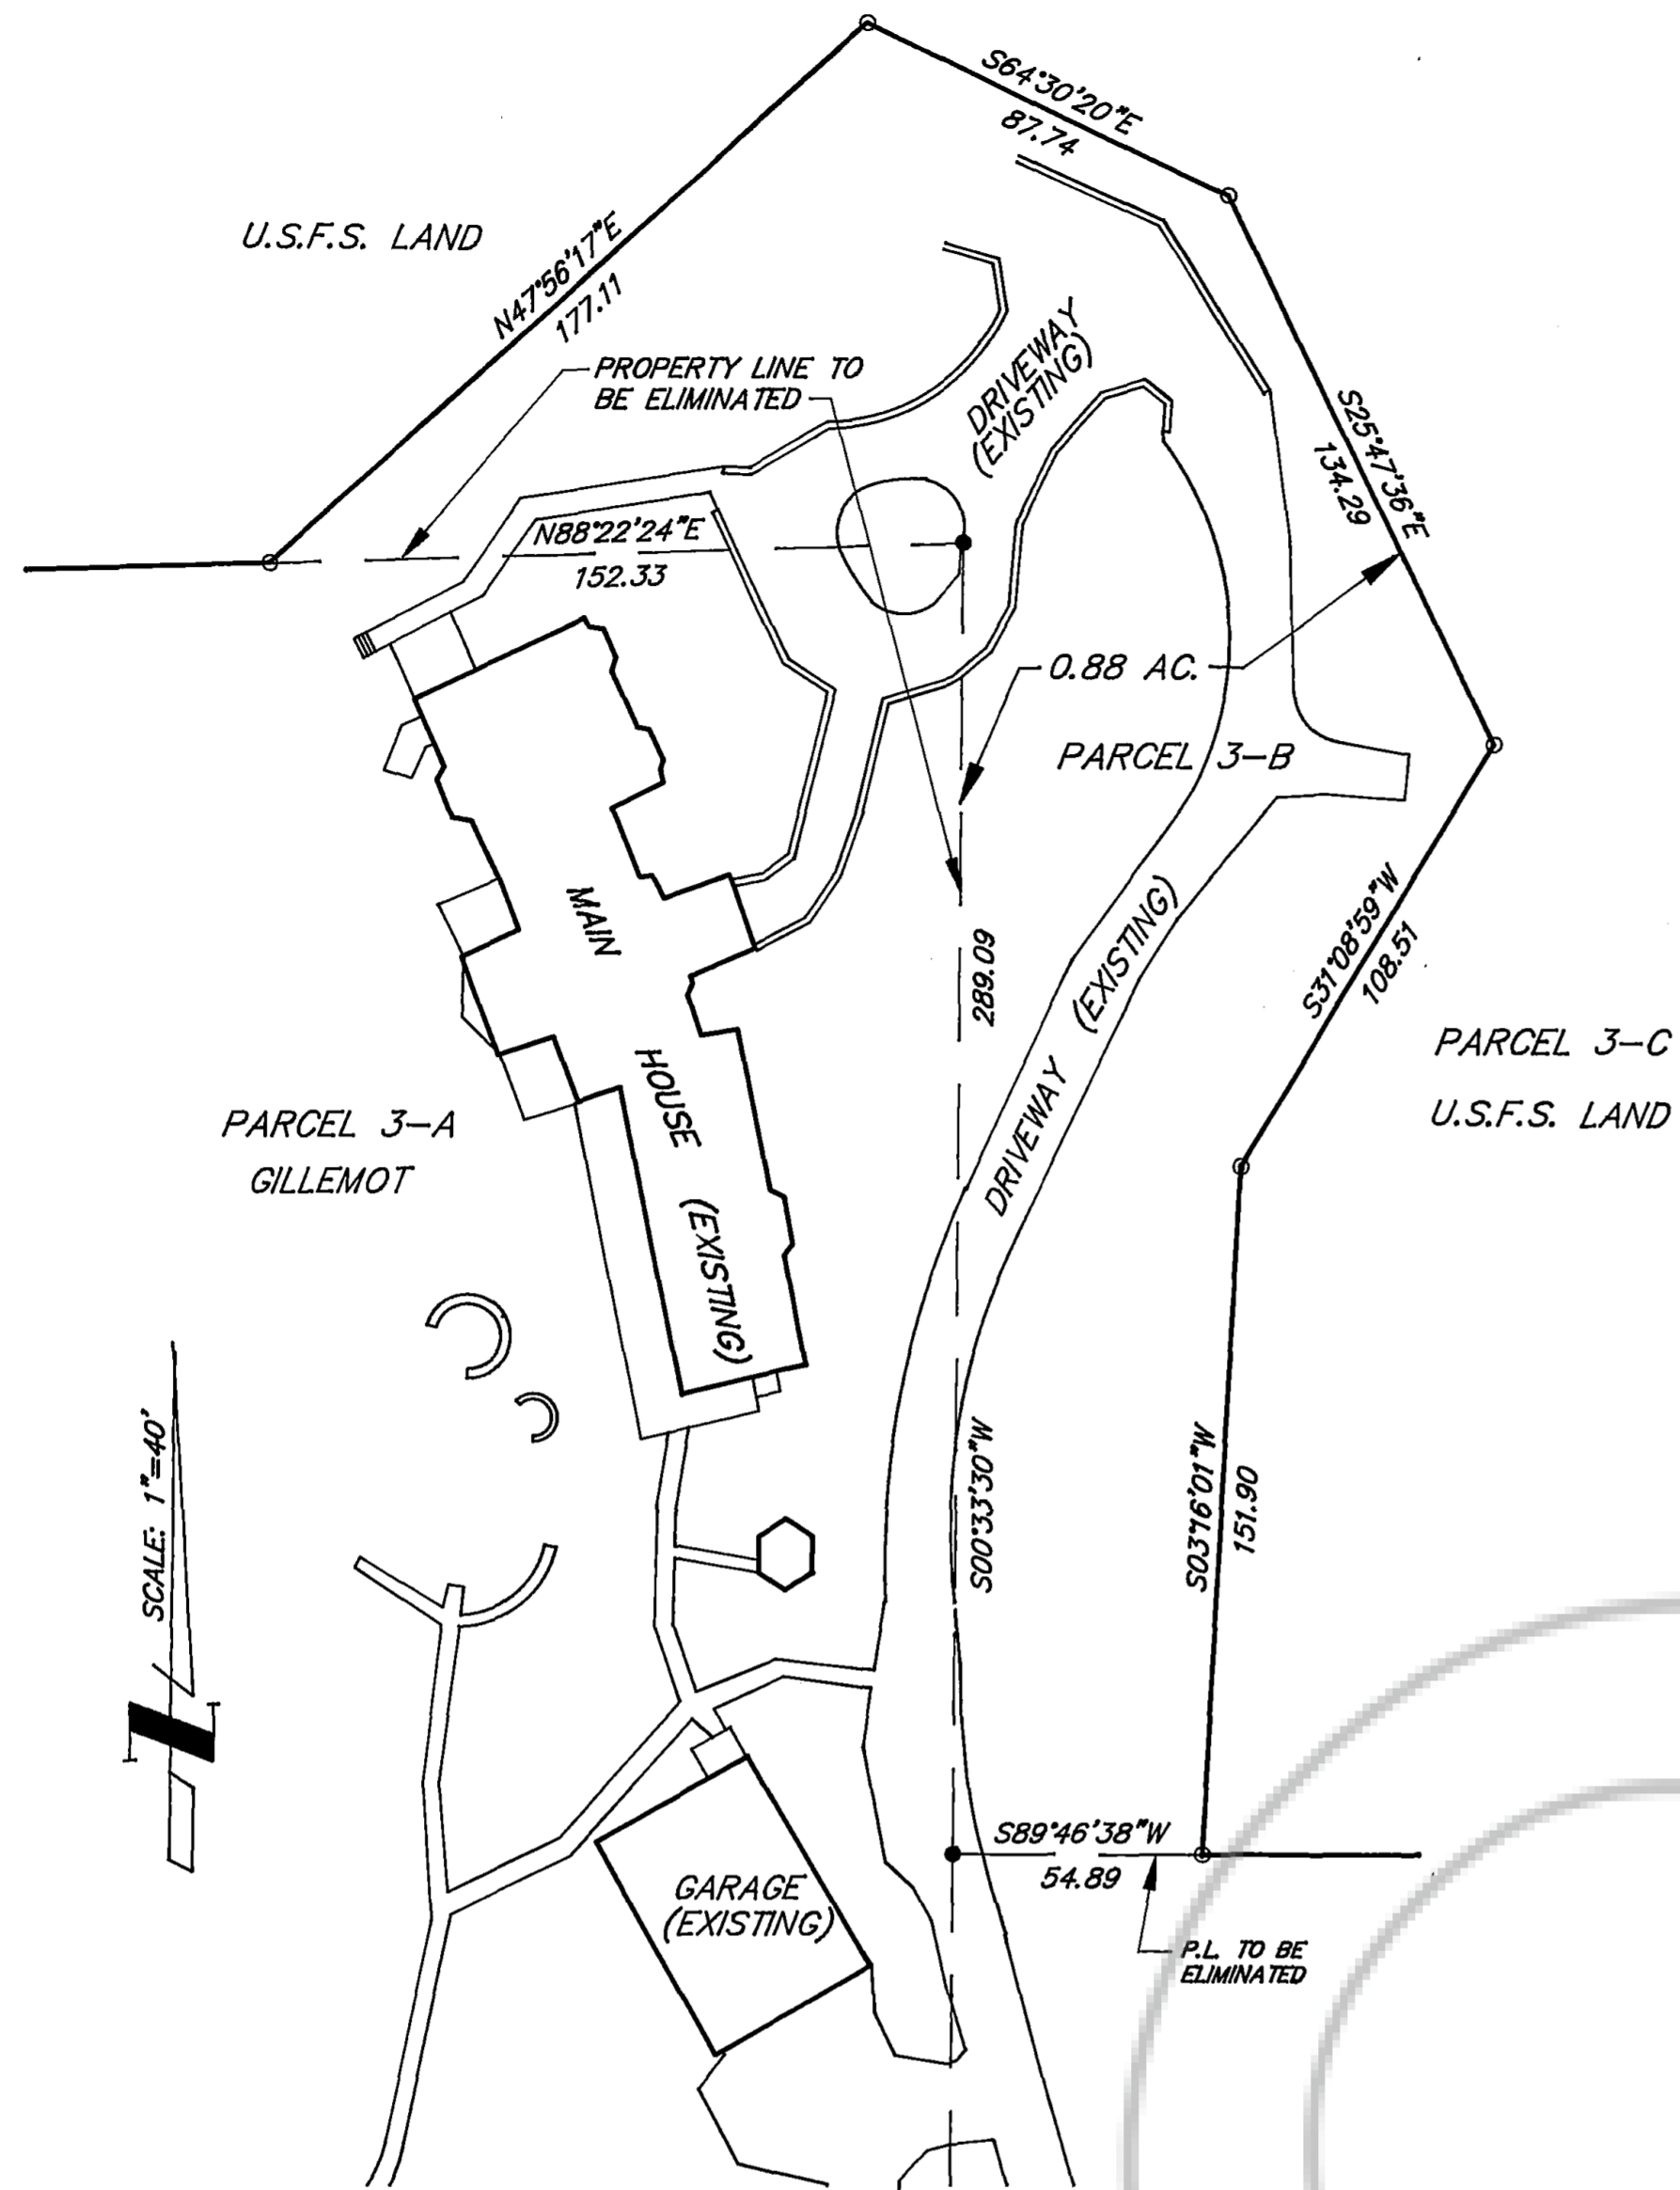 S64°30'20"E
87.74
U.S.F.S. LAND
N47°56'17"E
177.11
PROPERTY LINE TO
BE ELIMINATED
DRIVEWAY
(EXISTING)
S25°47'36"E
134.29
N88°22'24"E
152.33
0.88 AC.
PARCEL 3-B
MAIN
HOUSE (EXISTING)
289.09
DRIVEWAY (EXISTING)
S31°08'59"W
108.51
PARCEL 3-C
U.S.F.S. LAND
PARCEL 3-A
GILLEMOT
SCALE: 1"=40'
S00°33'30"W
S03°16'01"W
151.90
S89°46'38"W
54.89
GARAGE
(EXISTING)
P.L. TO BE
ELIMINATED